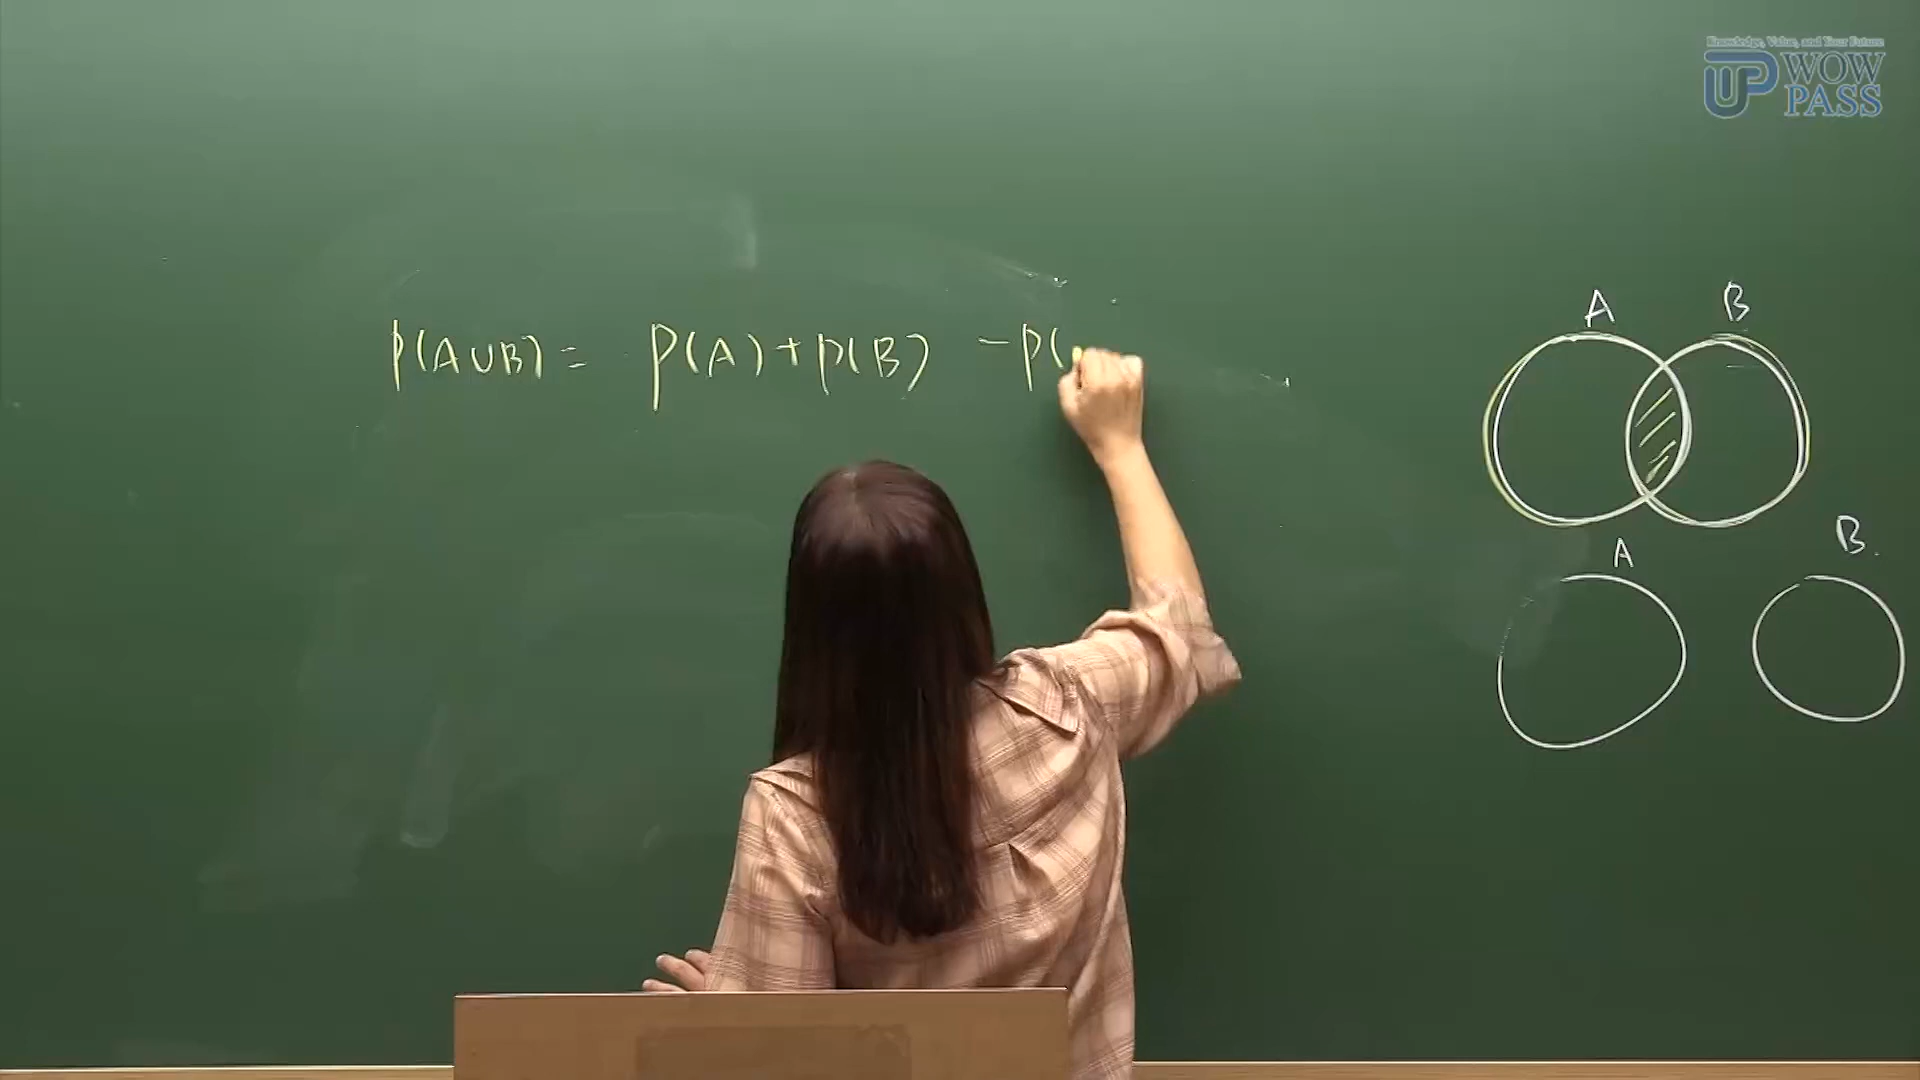 Knowledge, Value, and Your Future
UP WOW
PASS
P(A∪B) = P(A)+P(B) -P(
A B
A B.